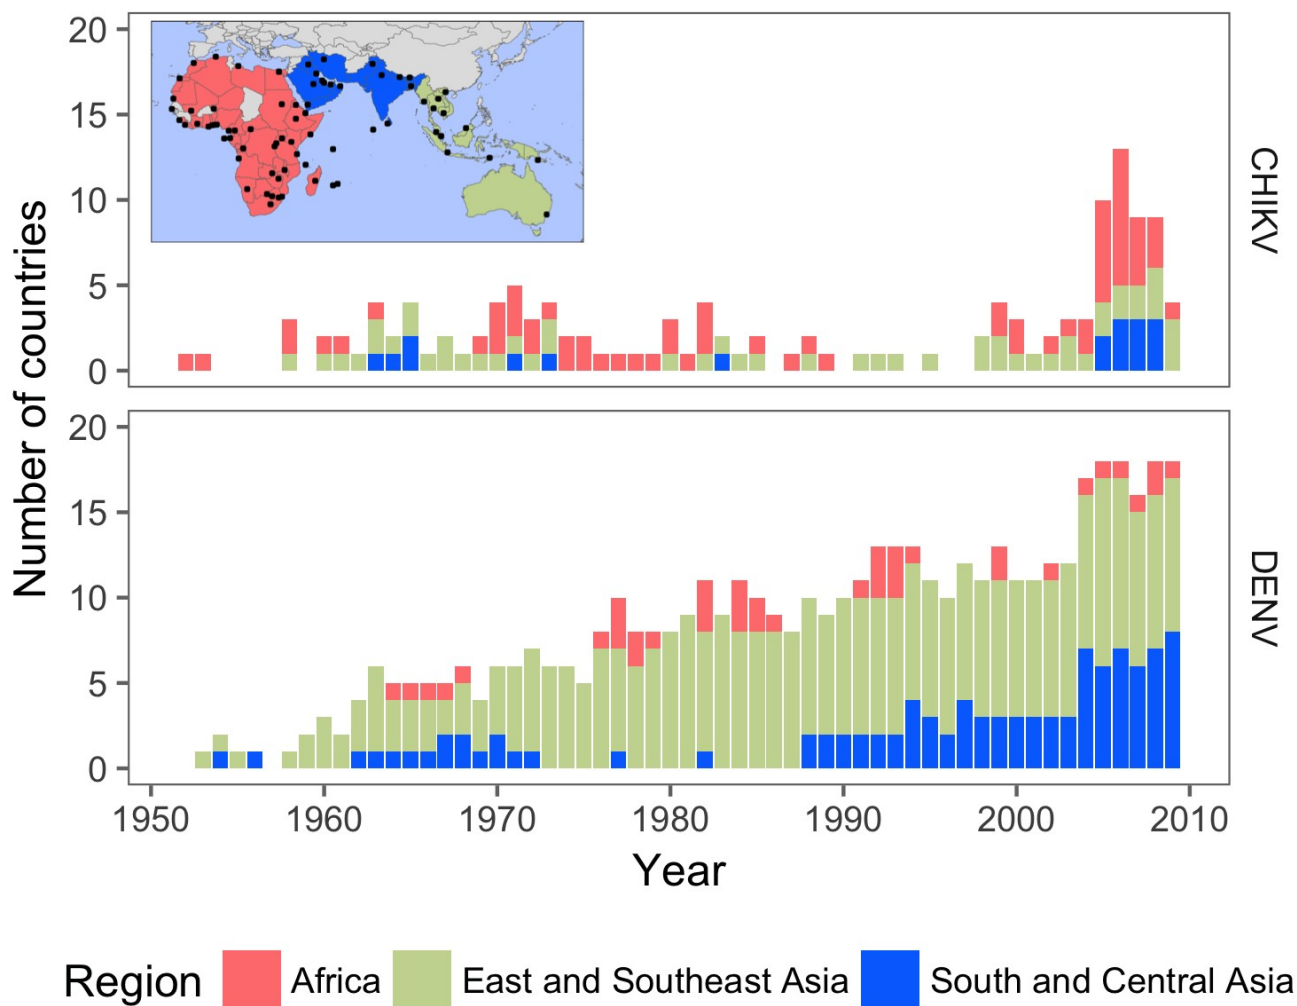 Number of countries
20
15
10
5
0
CHIKV
20
15
10
5
0
DENV
1950 1960 1970 1980 1990 2000 2010
Year
Region Africa East and Southeast Asia South and Central Asia